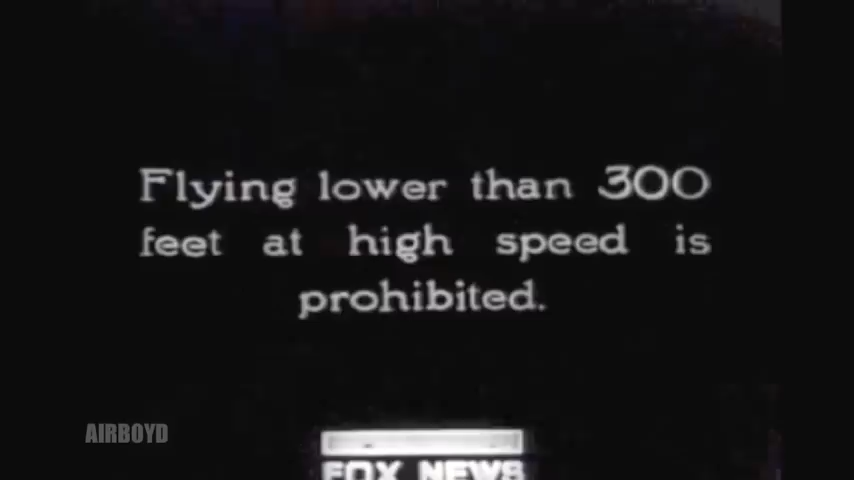 Flying lower than 300
feet at high speed is
prohibited.
AIRBOYD
FOX NEWS